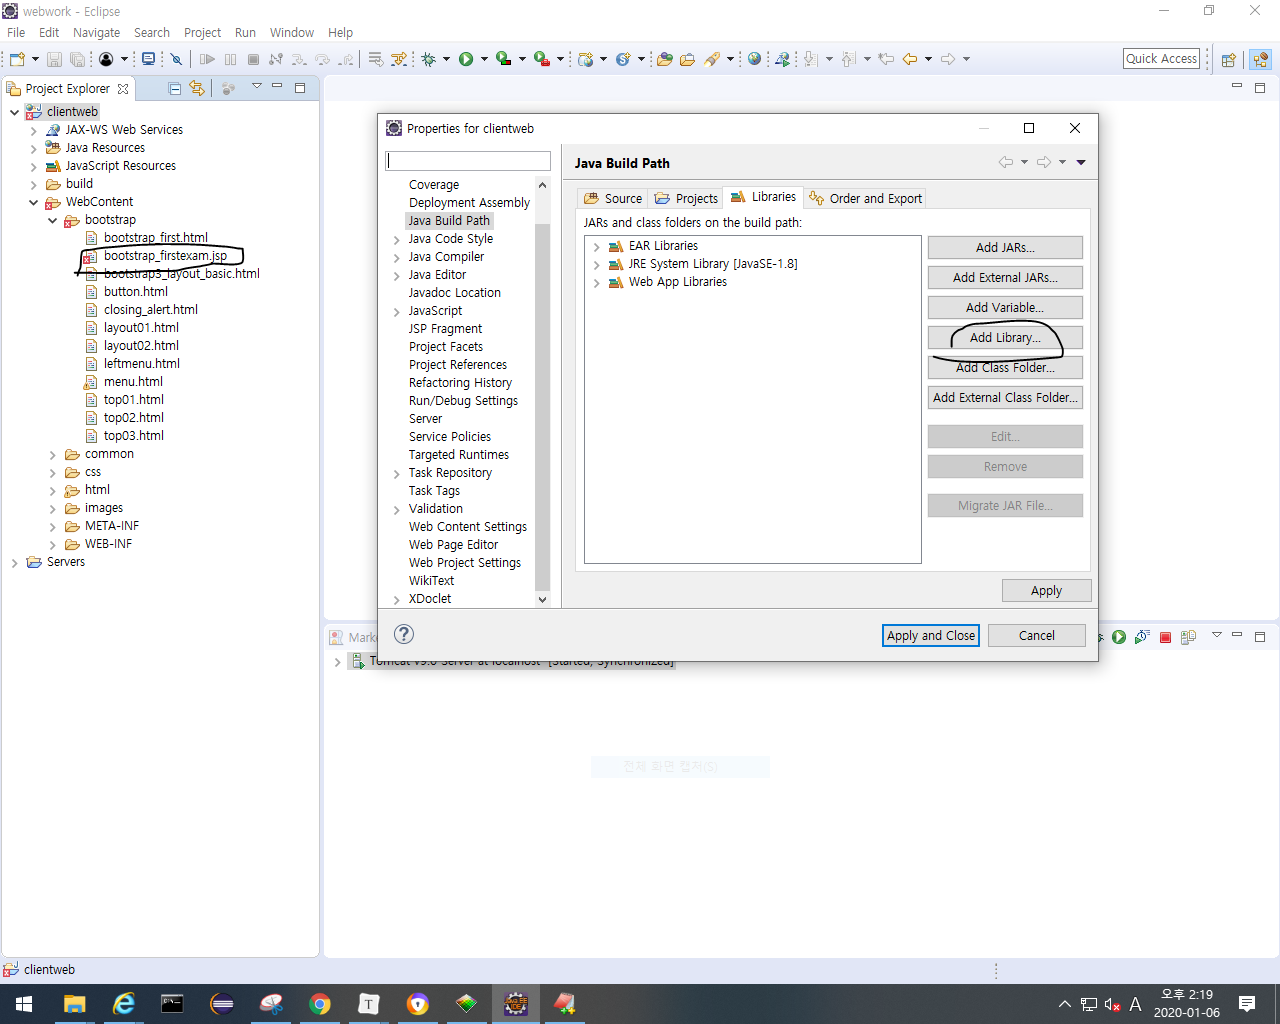 webwork - Eclipse
File Edit Navigate Search Project Run Window Help
Quick Access
Project Explorer
clientweb
JAX-WS Web Services
Java Resources
JavaScript Resources
build
WebContent
bootstrap
bootstrap_first.html
bootstrap_firstexam.jsp
bootstrap3_layout_basic.html
button.html
closing_alert.html
layout01.html
layout02.html
leftmenu.html
menu.html
top01.html
top02.html
top03.html
common
css
html
images
META-INF
WEB-INF
Servers
Properties for clientweb
Coverage
Deployment Assembly
Java Build Path
Java Code Style
Java Compiler
Java Editor
Javadoc Location
JavaScript
JSP Fragment
Project Facets
Project References
Refactoring History
Run/Debug Settings
Server
Service Policies
Targeted Runtimes
Task Repository
Task Tags
Validation
Web Content Settings
Web Page Editor
Web Project Settings
WikiText
XDoclet
Java Build Path
Source Projects Libraries Order and Export
JARs and class folders on the build path:
EAR Libraries
JRE System Library [JavaSE-1.8]
Web App Libraries
Add JARs...
Add External JARs...
Add Variable...
Add Library...
Add Class Folder...
Add External Class Folder...
Edit...
Remove
Migrate JAR File...
Apply
Apply and Close Cancel
Marke
Tomcat v9.0 Server at localhost [Started, Synchronized]
전체 화면 캡처(S)
clientweb
A
오후 2:19
2020-01-06